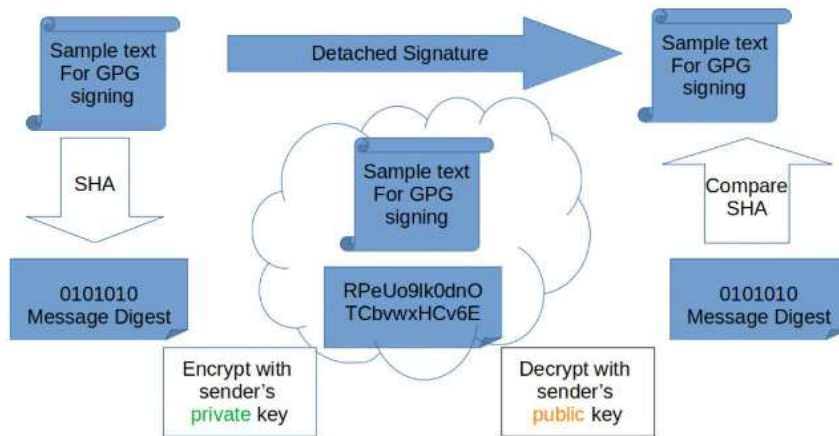 Sample text
For GPG
signing
Detached Signature
Sample text
For GPG
signing
SHA
Sample text
For GPG
signing
Compare
SHA
0101010
Message Digest
RPeUo9Ik0dnO
TCbvwxHCv6E
0101010
Message Digest
Encrypt with
sender’s
private key
Decrypt with
sender’s
public key